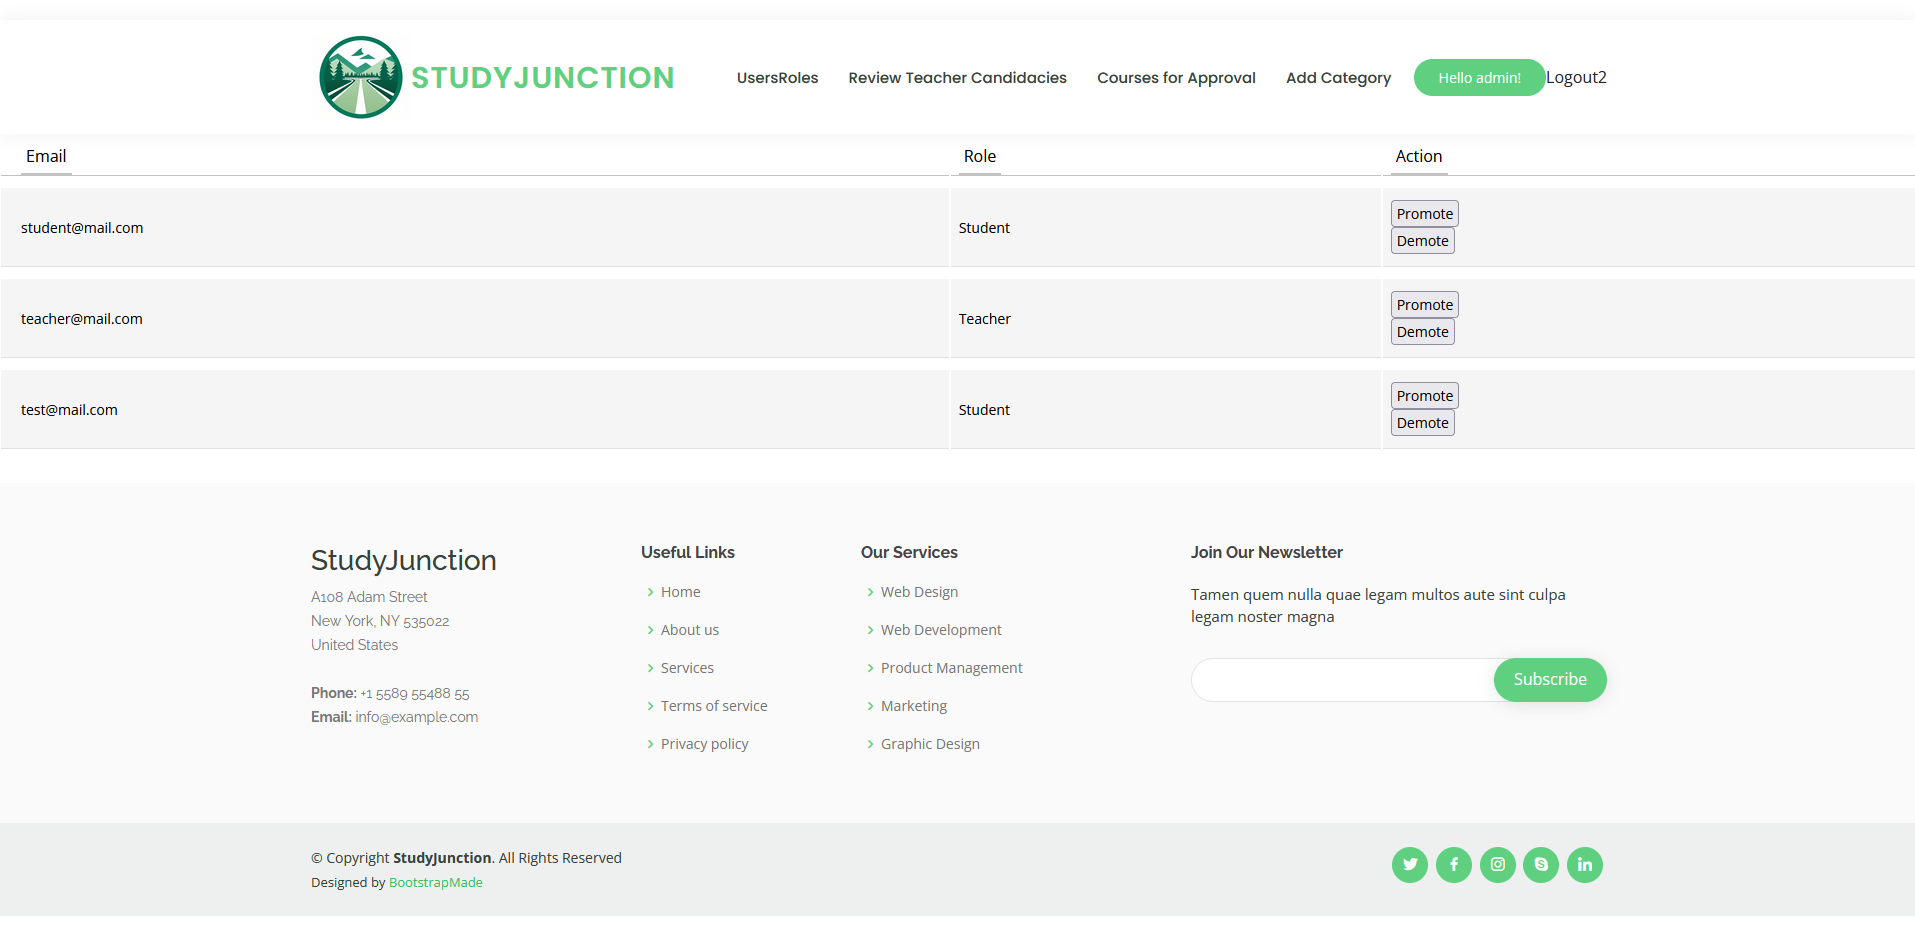 STUDYJUNCTION
UsersRoles
Review Teacher Candidacies
Courses for Approval
Add Category
Hello admin!
Logout2
Email Role Action
student@mail.com Student Promote
Demote
teacher@mail.com Teacher Promote
Demote
test@mail.com Student Promote
Demote
StudyJunction
A108 Adam Street
New York, NY 535022
United States
Phone: +1 5589 55488 55
Email: info@example.com
Useful Links
Home
About us
Services
Terms of service
Privacy policy
Our Services
Web Design
Web Development
Product Management
Marketing
Graphic Design
Join Our Newsletter
Tamen quem nulla quae legam multos aute sint culpa
legam noster magna
Subscribe
© Copyright StudyJunction. All Rights Reserved
Designed by BootstrapMade